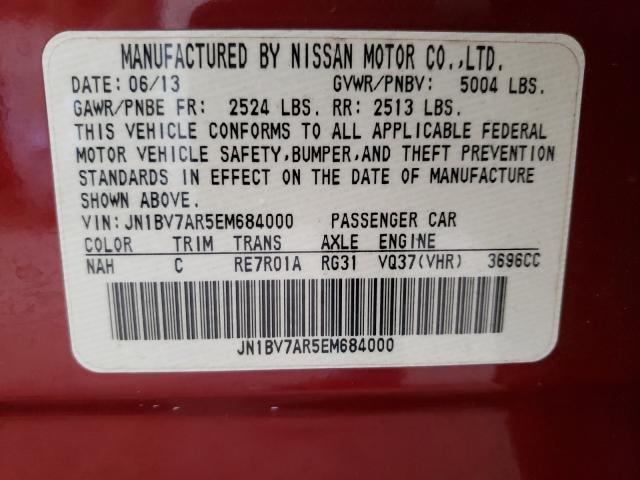 MANUFACTURED BY NISSAN MOTOR CO.,LTD.
DATE: 06/13 GVWR/PNBV: 5004 LBS.
GAWR/PNBE FR: 2524 LBS. RR: 2513 LBS.
THIS VEHICLE CONFORMS TO ALL APPLICABLE FEDERAL
MOTOR VEHICLE SAFETY,BUMPER,AND THEFT PREVENTION
STANDARDS IN EFFECT ON THE DATE OF MANUFACTURE
SHOWN ABOVE.
VIN: JN1BV7AR5EM684000 PASSENGER CAR
COLOR TRIM TRANS AXLE ENGINE
NAH C RE7R01A RG31 VQ37(VHR) 3696CC
JN1BV7AR5EM684000